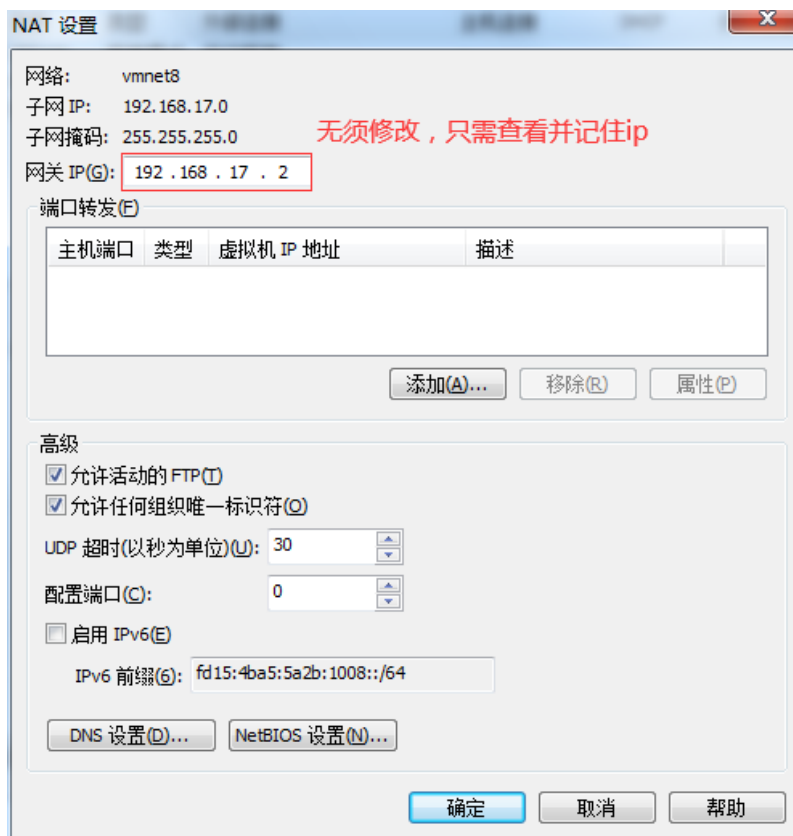 NAT 设置
网络: vmnet8
子网 IP: 192.168.17.0
子网掩码: 255.255.255.0
无须修改，只需查看并记住ip
网关 IP(G): 192 . 168 . 17 . 2
端口转发(F)
主机端口 类型 虚拟机 IP 地址 描述
添加(A)... 移除(R) 属性(P)
高级
允许活动的 FTP(T)
允许任何组织唯一标识符(O)
UDP 超时(以秒为单位)(U): 30
配置端口(C): 0
启用 IPv6(E)
IPv6 前缀(6): fd15:4ba5:5a2b:1008::/64
DNS 设置(D)... NetBIOS 设置(N)...
确定 取消 帮助